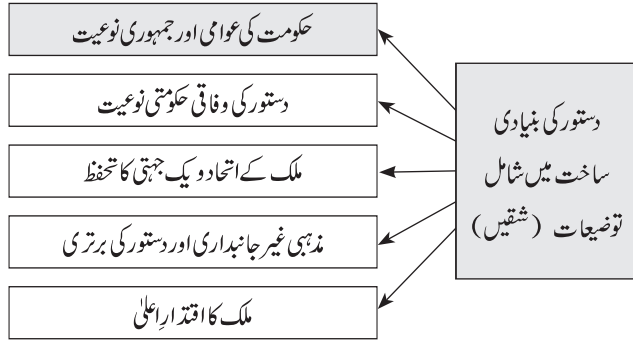 حکومت کی عوامی اور جمہوری نوعیت
دستور کی وفاقی حکومتی نوعیت
ملک کے اتحاد و یک جہتی کا تحفظ
مذہبی غیر جانبداری اور دستور کی برتری
ملک کا اقتدارِ اعلیٰ
دستور کی بنیادی
ساخت میں شامل
توضیعات (شقیں)